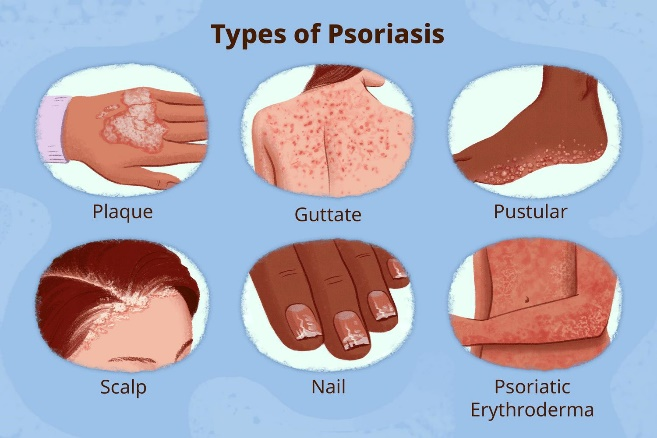 Types of Psoriasis
Plaque
Guttate
Pustular
Scalp
Nail
Psoriatic
Erythroderma